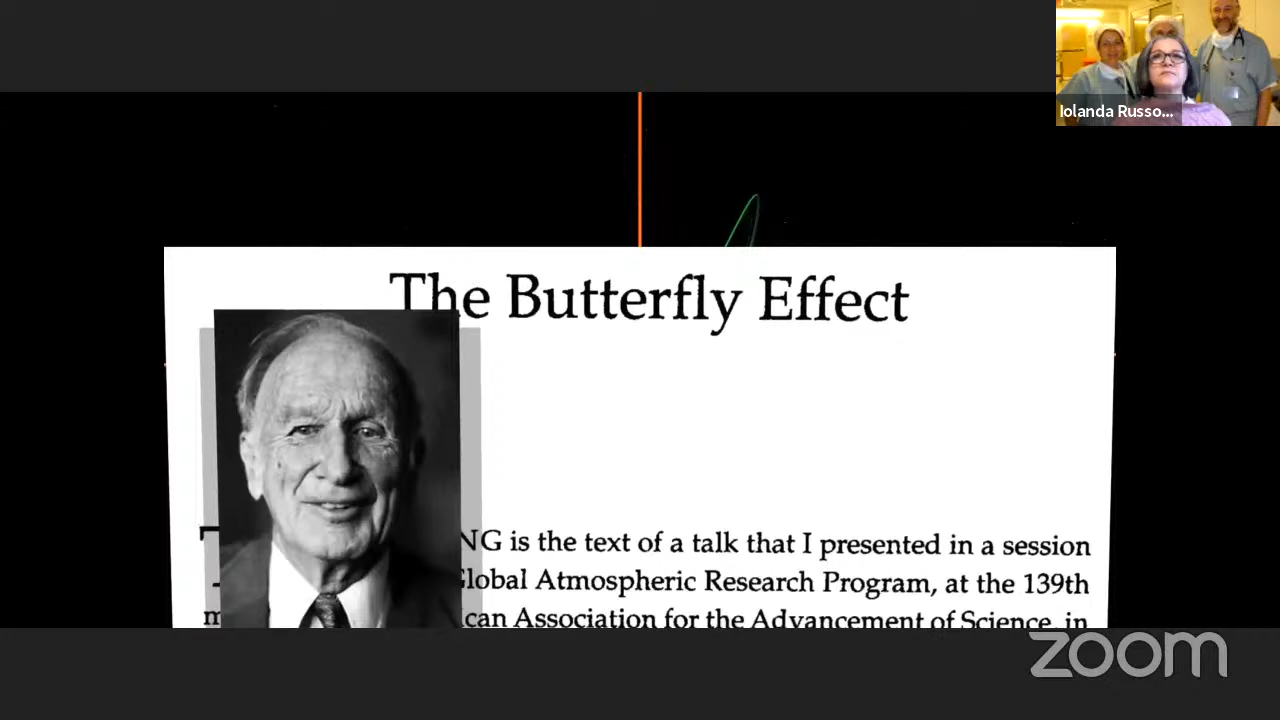 Iolanda Russo...
The Butterfly Effect
NG is the text of a talk that I presented in a session
Global Atmospheric Research Program, at the 139th
m can Association for the Advancement of Science, in
zoom